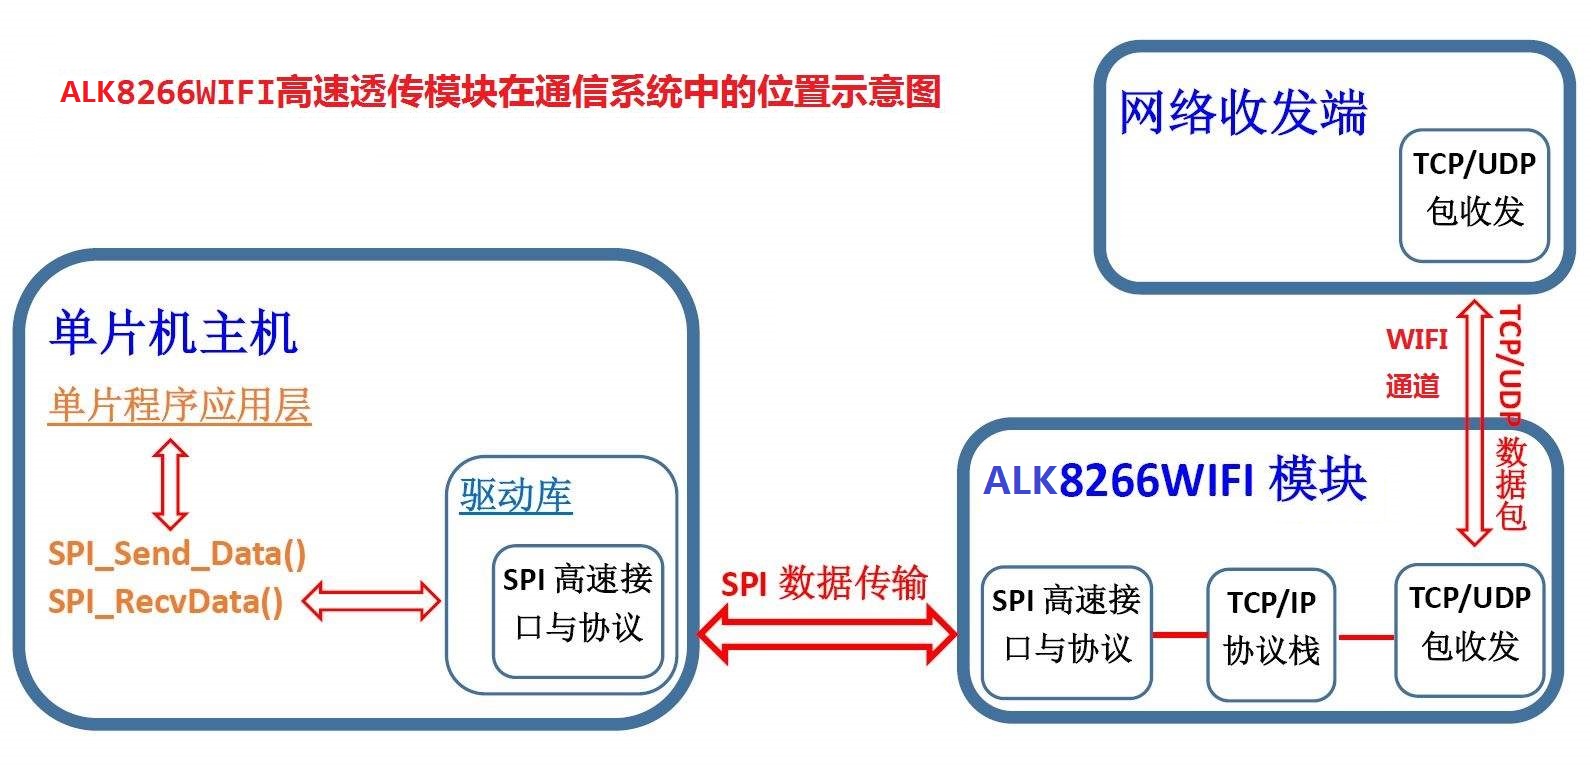 ALK8266WIFI高速透传模块在通信系统中的位置示意图
网络收发端
TCP/UDP
包收发
WIFI
通道
TCP/UDP 数据包
单片机主机
单片程序应用层
SPI_Send_Data()
SPI_RecvData()
驱动库
SPI 高速接
口与协议
SPI 数据传输
ALK8266WIFI 模块
SPI 高速接
口与协议
TCP/IP
协议栈
TCP/UDP
包收发